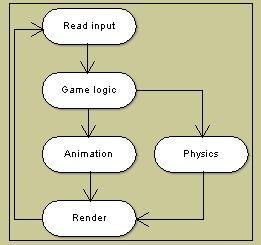 Read input
Game logic
Animation
Physics
Render